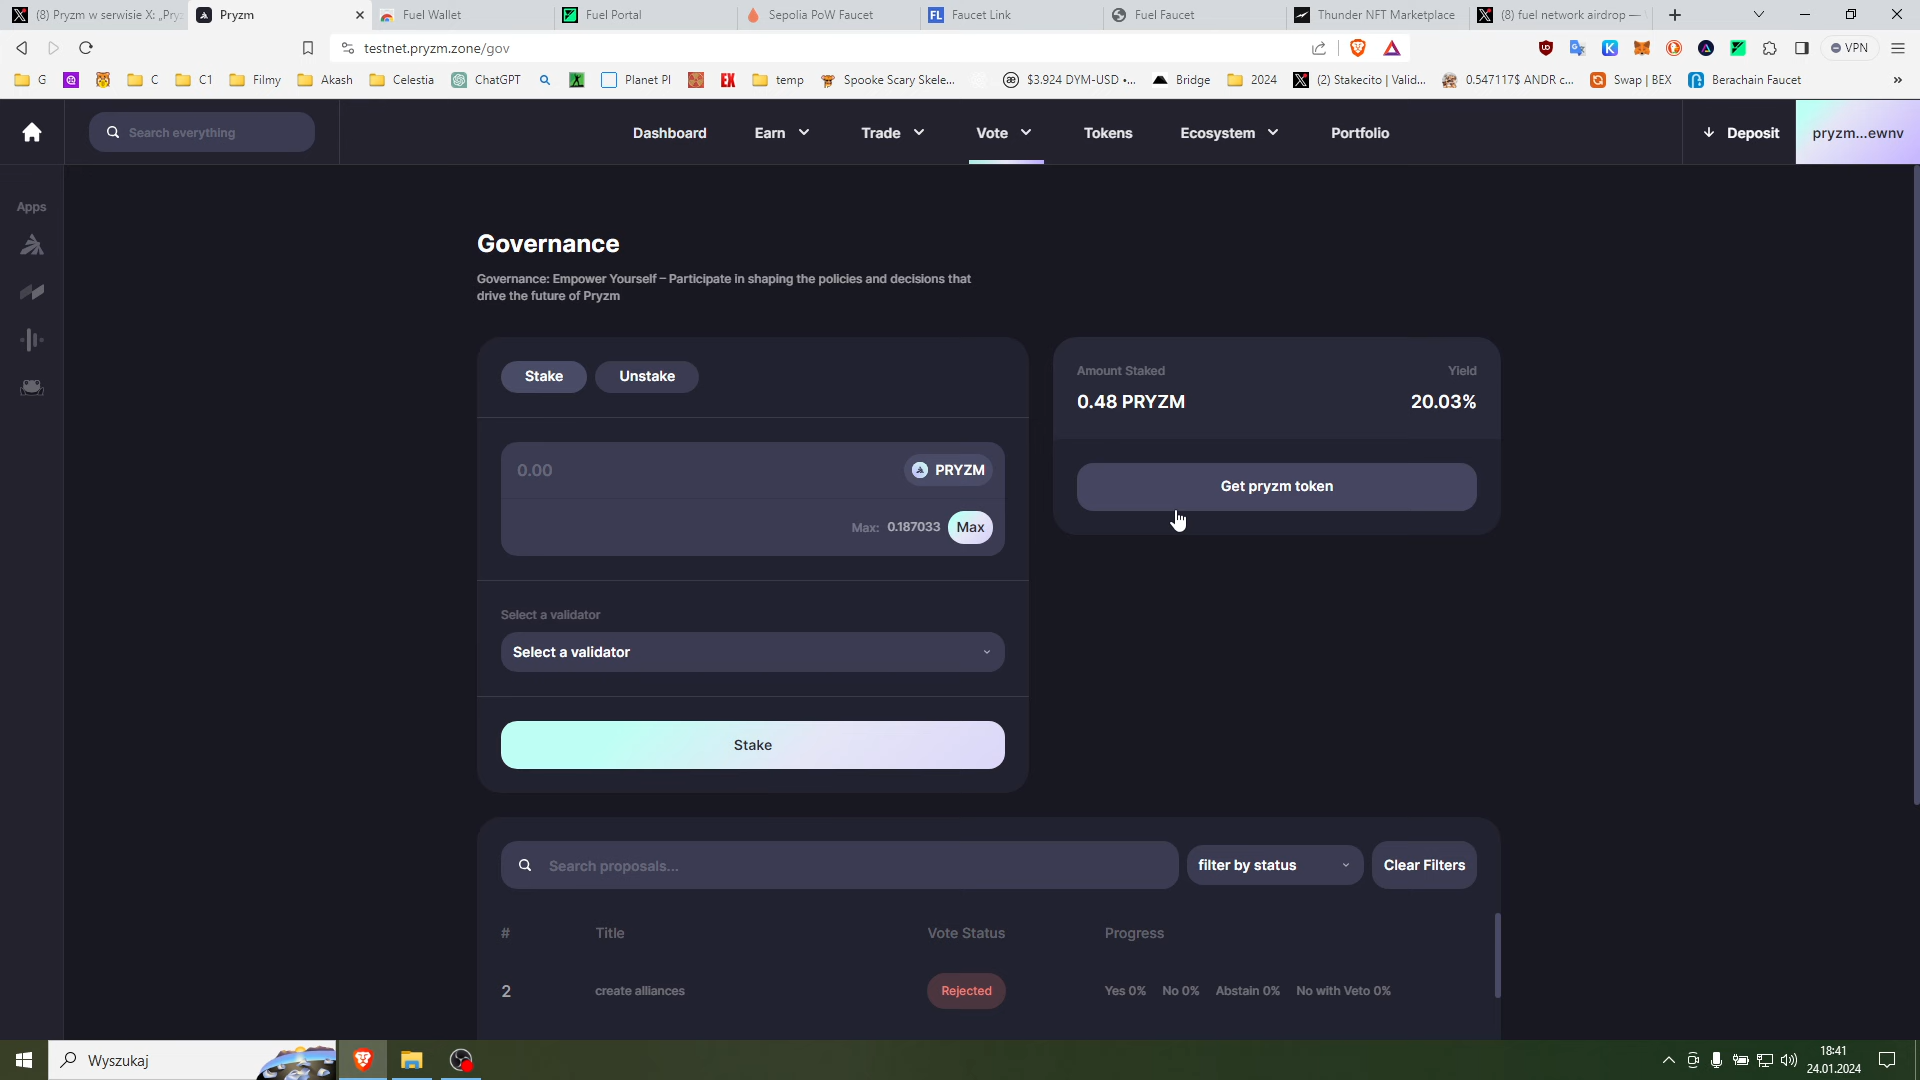 (8) Pryzm w serwisie X: „Pryz
Pryzm
Fuel Wallet
Fuel Portal
Sepolia PoW Faucet
FL
Faucet Link
Fuel Faucet
Thunder NFT Marketplace
(8) fuel network airdrop —
testnet.pryzm.zone/gov
VPN
G
C
C1
Filmy
Akash
Celestia
ChatGPT
Planet PI
EX
temp
Spooke Scary Skele...
$3.924 DYM-USD •...
Bridge
2024
(2) Stakecito | Valid...
0.547117$ ANDR c...
Swap | BEX
Berachain Faucet
»
Search everything
Dashboard
Earn
Trade
Vote
Tokens
Ecosystem
Portfolio
Deposit
pryzm...ewnv
Apps
Governance
Governance: Empower Yourself – Participate in shaping the policies and decisions that
drive the future of Pryzm
Stake
Unstake
0.00
PRYZM
Max: 0.187033
Max
Select a validator
Select a validator
Stake
Amount Staked
Yield
0.48 PRYZM
20.03%
Get pryzm token
Search proposals...
filter by status
Clear Filters
#
Title
Vote Status
Progress
2
create alliances
Rejected
Yes 0%
No 0%
Abstain 0%
No with Veto 0%
Wyszukaj
18:41
24.01.2024